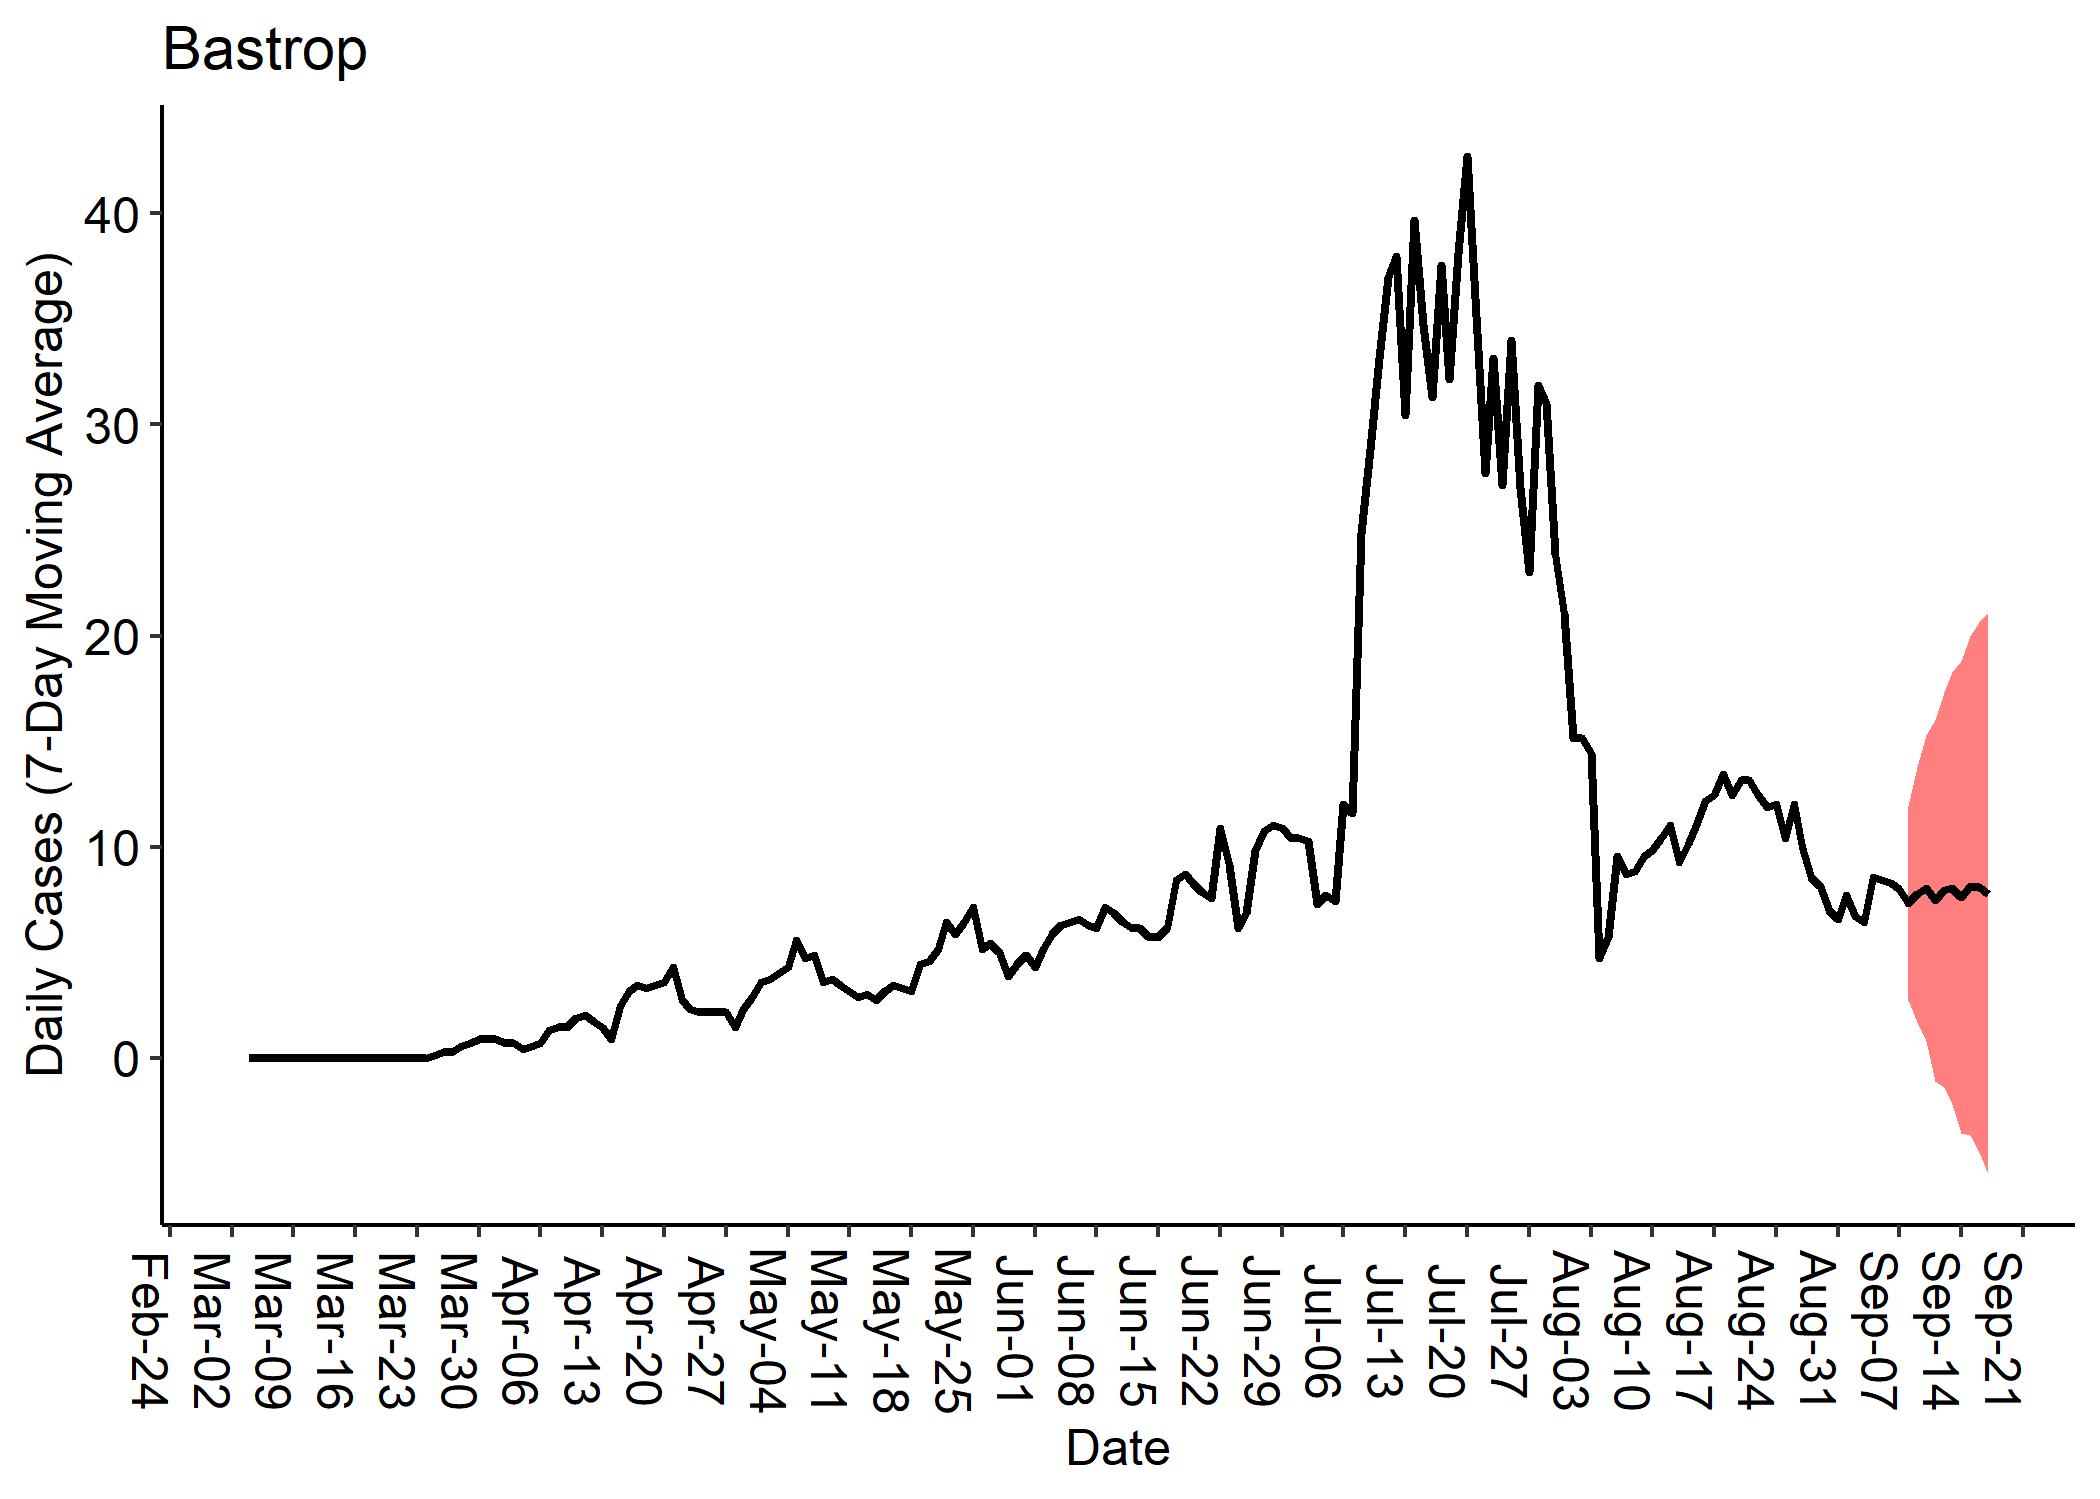 Bastrop
Daily Cases (7-Day Moving Average)
40
30
20
10
0
Feb-24
Mar-02
Mar-09
Mar-16
Mar-23
Mar-30
Apr-06
Apr-13
Apr-20
Apr-27
May-04
May-11
May-18
May-25
Jun-01
Jun-08
Jun-15
Jun-22
Jun-29
Jul-06
Jul-13
Jul-20
Jul-27
Aug-03
Aug-10
Aug-17
Aug-24
Aug-31
Sep-07
Sep-14
Sep-21
Date